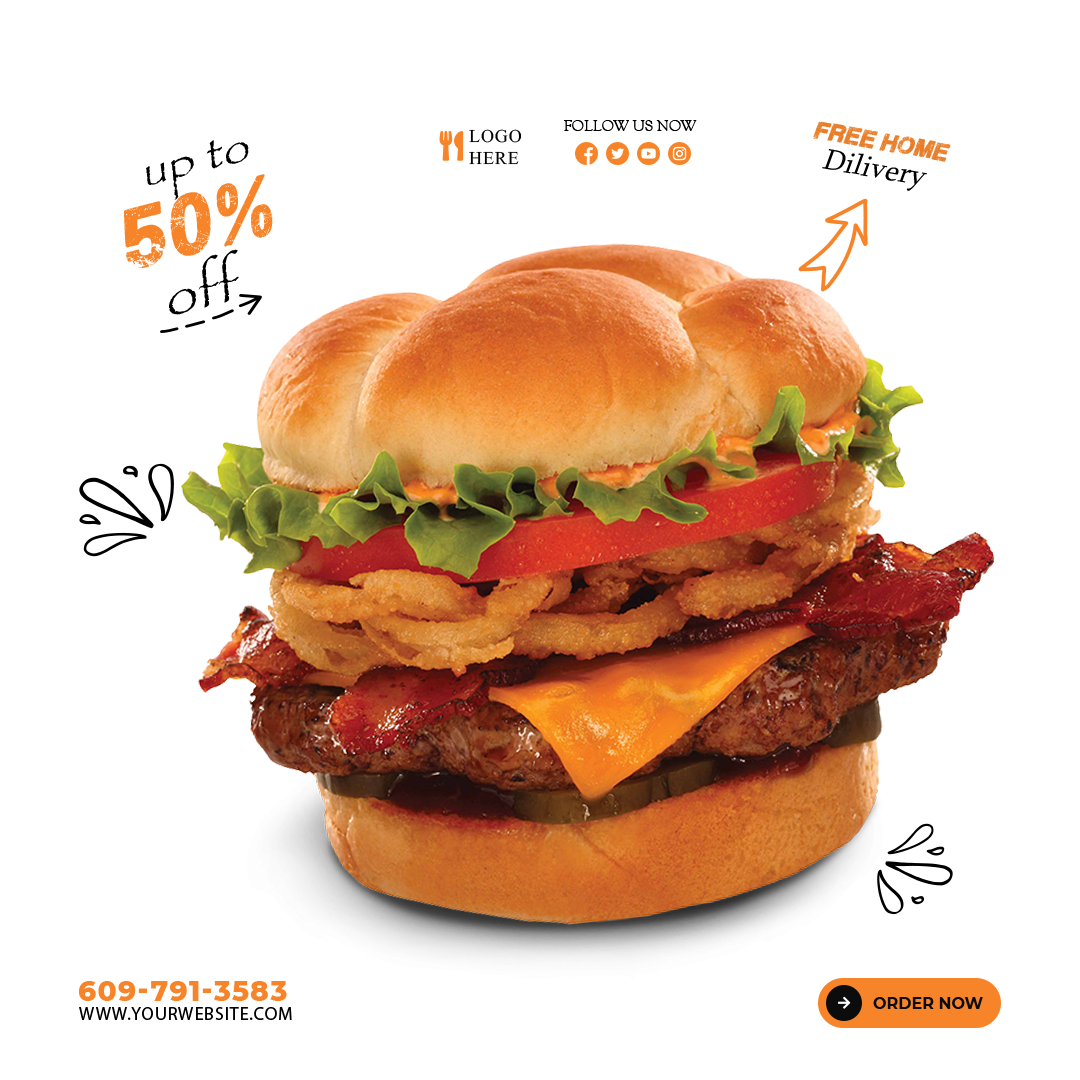 up to
50%
off
LOGO
HERE
FOLLOW US NOW
FREE HOME
Dilivery
609-791-3583
WWW.YOURWEBSITE.COM
ORDER NOW